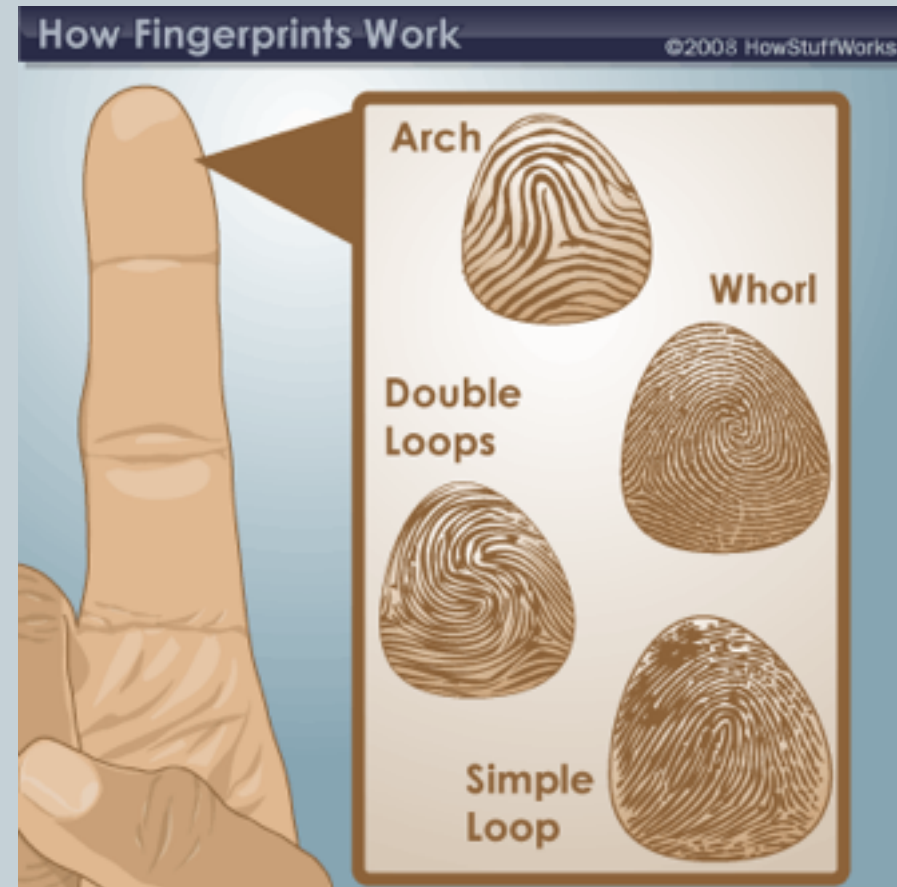 How Fingerprints Work
©2008 HowStuffWorks
Arch
Whorl
Double
Loops
Simple
Loop